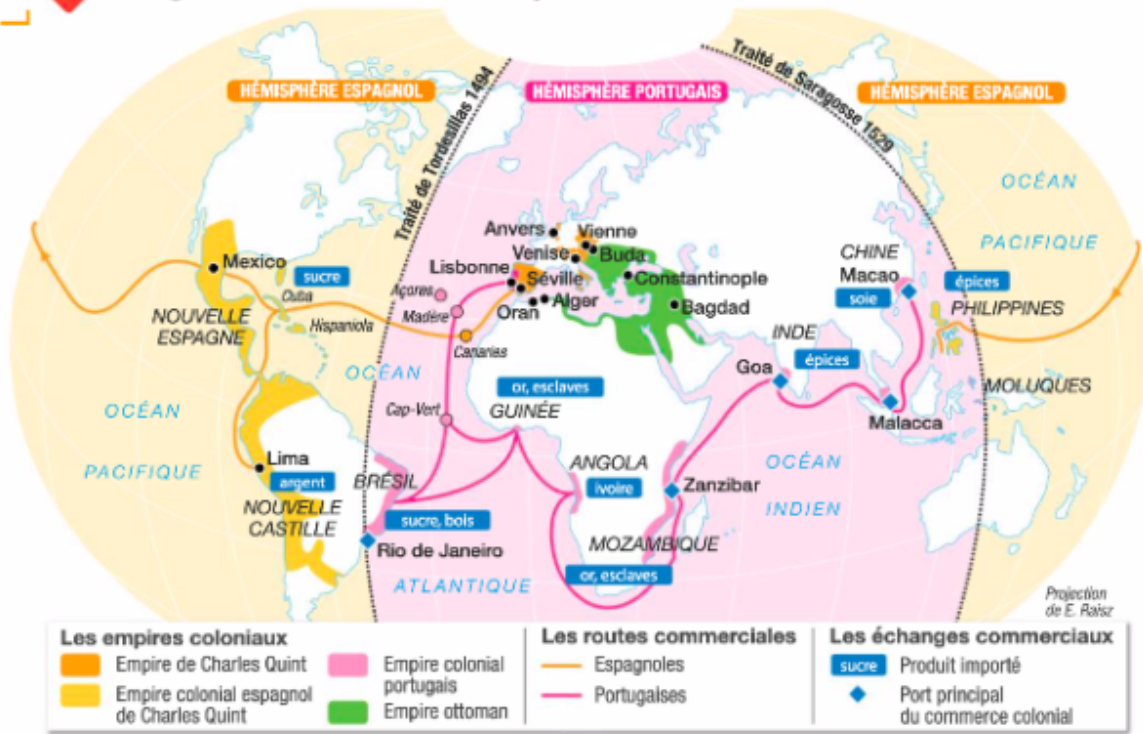 HÉMISPHÈRE ESPAGNOL
Traité de Tordesillas 1494
HÉMISPHÈRE PORTUGAIS
Traité de Saragosse 1529
HÉMISPHÈRE ESPAGNOL
OCÉAN
PACIFIQUE
Anvers
Vienne
Venise
Buda
Lisbonne
Séville
Constantinople
Oran
Alger
Bagdad
Açores
Madère
Canaries
Mexico
sucre
Cuba
Hispaniola
NOUVELLE
ESPAGNE
CHINE
Macao
soie
épices
PHILIPPINES
INDE
épices
Goa
MOLUQUES
Malacca
OCÉAN
ATLANTIQUE
Cap-Vert
or, esclaves
GUINÉE
OCÉAN
PACIFIQUE
Lima
argent
NOUVELLE
CASTILLE
BRÉSIL
sucre, bois
Rio de Janeiro
ANGOLA
ivoire
Zanzibar
MOZAMBIQUE
or, esclaves
OCÉAN
INDIEN
Projection
de E. Raisz
Les empires coloniaux
Empire de Charles Quint
Empire colonial espagnol
de Charles Quint
Empire colonial
portugais
Empire ottoman
Les routes commerciales
Espagnoles
Portugaises
Les échanges commerciaux
sucre Produit importé
Port principal
du commerce colonial